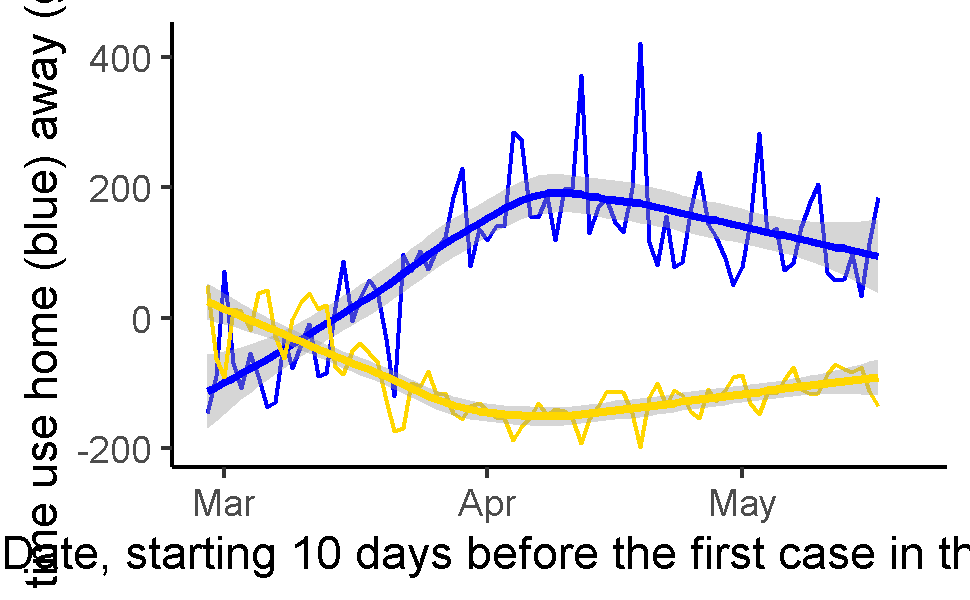 time use home (blue) away (
400
200
0
-200
Mar Apr May
Date, starting 10 days before the first case in th